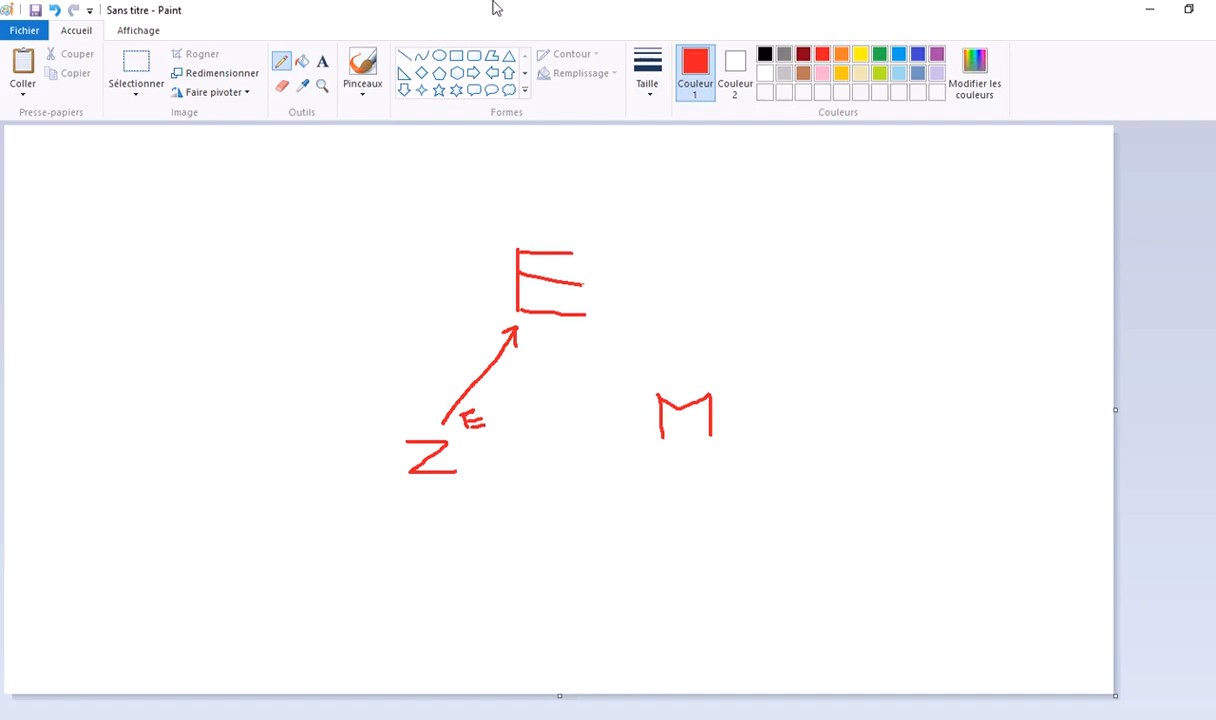 Sans titre - Paint
Fichier Accueil Affichage
Coller
Couper
Copier
Presse-papiers
Sélectionner
Rogner
Redimensionner
Faire pivoter
Image
A
Outils
Pinceaux
Contour
Remplissage
Formes
Taille
Couleur 1
Couleur 2
Modifier les couleurs
Couleurs
E
E
M
Z